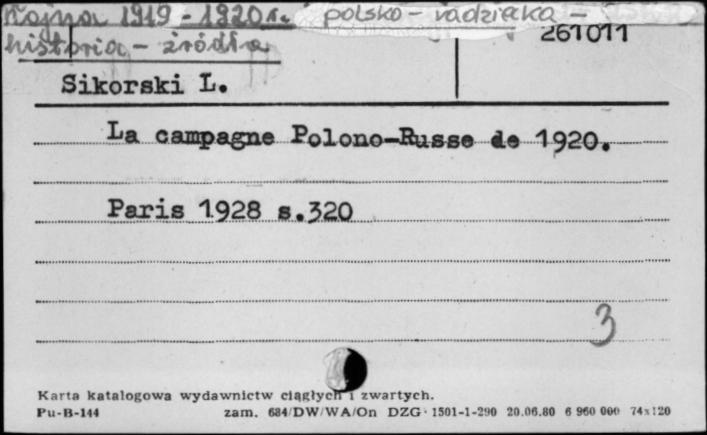 Wojna 1919-1920 r. polsko-radziecka -
historia - źródła
261011
Sikorski L.
La campagne Polono-Russe de 1920.
Paris 1928 s.320
3
Karta katalogowa wydawnictw ciągłych i zwartych.
Pu-B-144 zam. 684/DW/WA/On DZG 1501-1-290 20.06.80 6 960 000 74x120